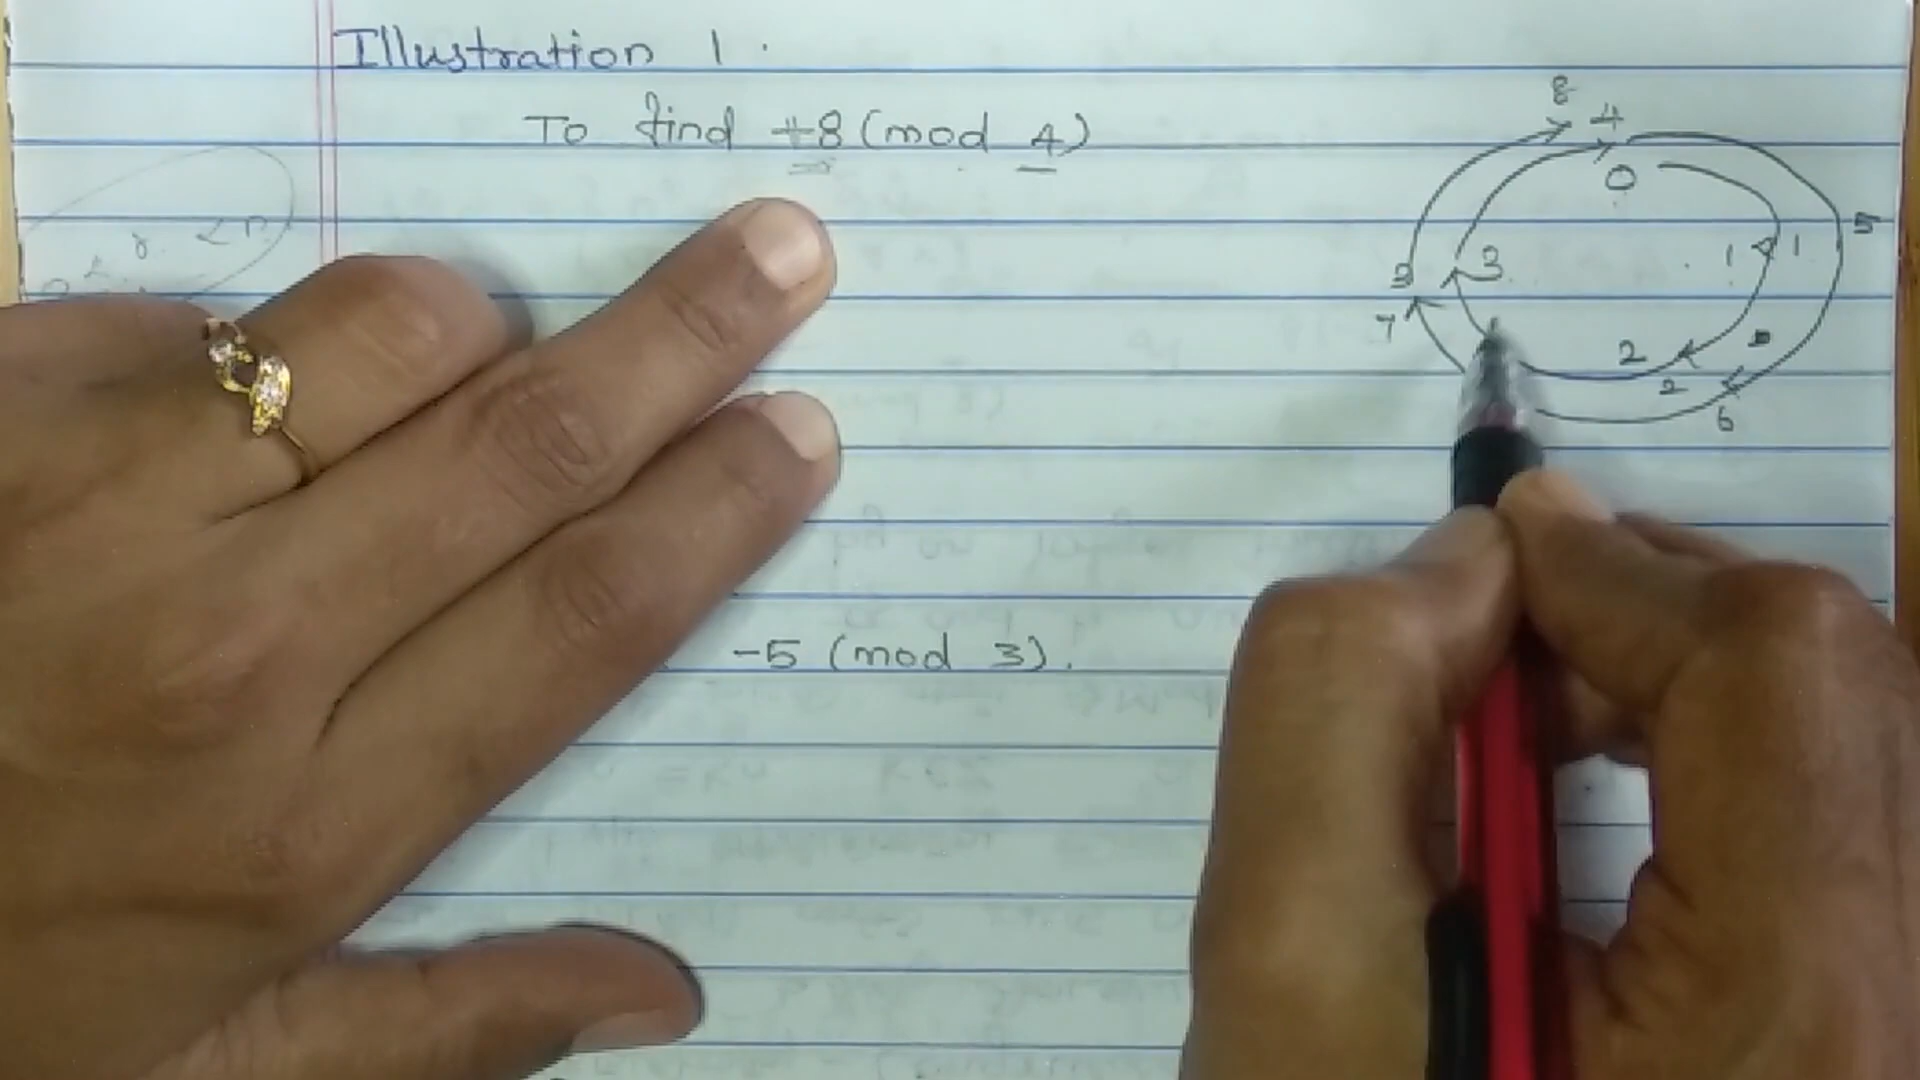 Illustration 1.
To find +8 (mod 4)
8 4
0
5
1 1
3 3
7
2
2
6
r < n
-5 (mod 3).